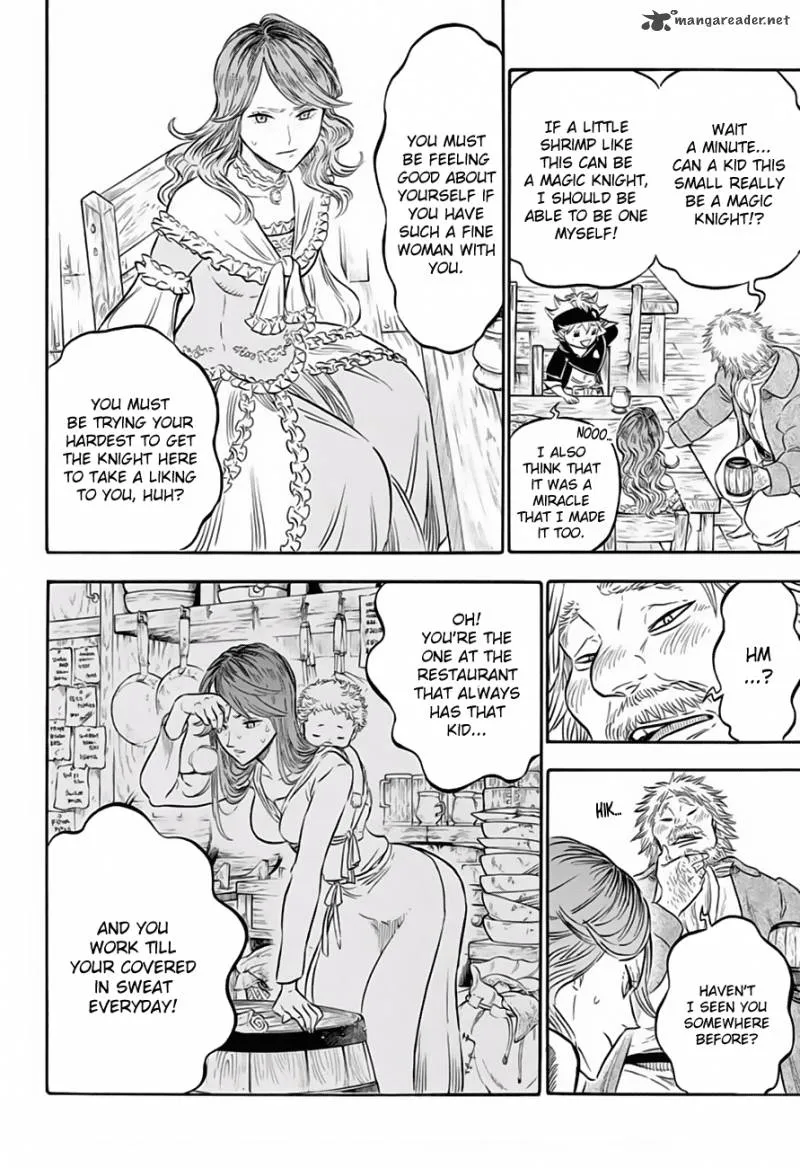 mangareader.net
WAIT
A MINUTE...
CAN A KID THIS
SMALL REALLY
BE A MAGIC
KNIGHT!?
IF A LITTLE
SHRIMP LIKE
THIS CAN BE
A MAGIC KNIGHT,
I SHOULD BE
ABLE TO BE ONE
MYSELF!
NOOO...
I ALSO
THINK THAT
IT WAS A
MIRACLE
THAT I MADE
IT TOO.
YOU MUST
BE FEELING
GOOD ABOUT
YOURSELF IF
YOU HAVE
SUCH A FINE
WOMAN WITH
YOU.
YOU MUST
BE TRYING YOUR
HARDEST TO GET
THE KNIGHT HERE
TO TAKE A LIKING
TO YOU, HUH?
HM
...?
HIK...
HAVEN'T
I SEEN YOU
SOMEWHERE
BEFORE?
OH!
YOU'RE THE
ONE AT THE
RESTAURANT
THAT ALWAYS
HAS THAT
KID...
AND YOU
WORK TILL
YOUR COVERED
IN SWEAT
EVERYDAY!